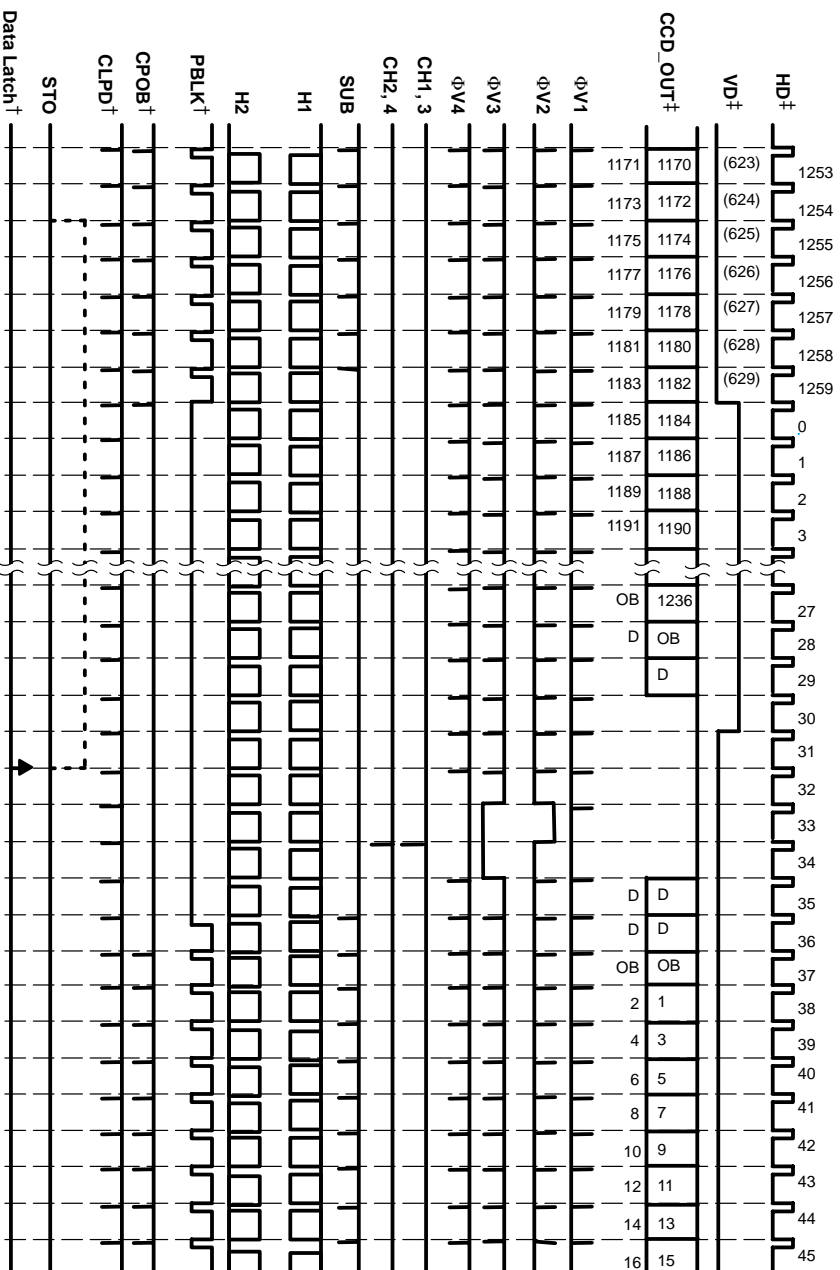 HD‡
VD‡
CCD_OUT‡
ΦV1
ΦV2
ΦV3
ΦV4
CH1, 3
CH2, 4
SUB
H1
H2
PBLK†
CPOB†
CLPD†
STO
Data Latch†
1171 1170 (623) 1253
1173 1172 (624) 1254
1175 1174 (625) 1255
1177 1176 (626) 1256
1179 1178 (627) 1257
1181 1180 (628) 1258
1183 1182 (629) 1259
1185 1184 0
1187 1186 1
1189 1188 2
1191 1190 3
OB 1236 27
D OB 28
D 29
30
31
32
33
34
D D 35
D D 36
OB OB 37
2 1 38
4 3 39
6 5 40
8 7 41
10 9 42
12 11 43
14 13 44
16 15 45